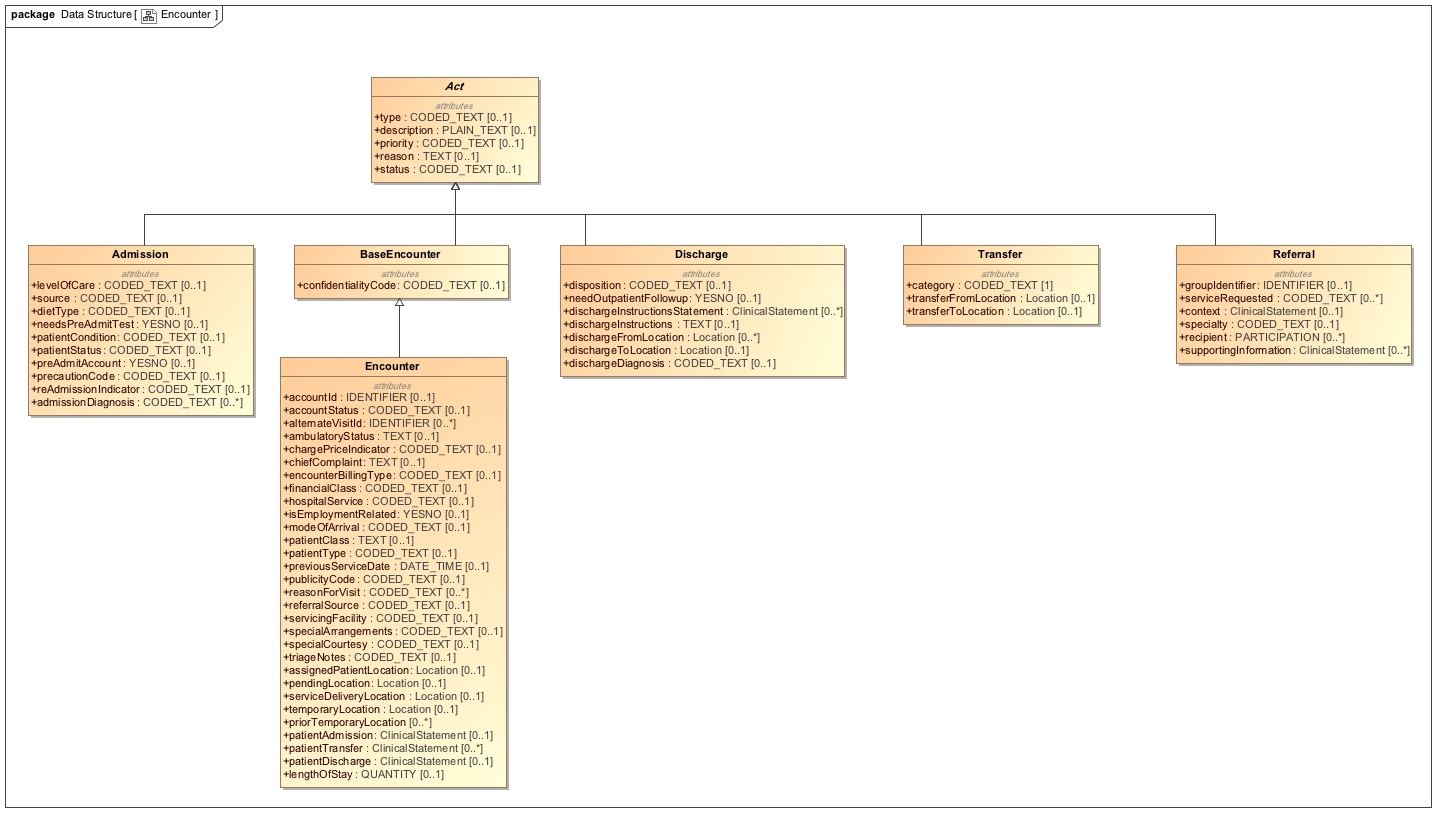 package Data Structure [ Encounter ]
Act
attributes
+type : CODED_TEXT [0..1]
+description : PLAIN_TEXT [0..1]
+priority : CODED_TEXT [0..1]
+reason : TEXT [0..1]
+status : CODED_TEXT [0..1]
Admission
attributes
+levelOfCare : CODED_TEXT [0..1]
+source : CODED_TEXT [0..1]
+dietType : CODED_TEXT [0..1]
+needsPreAdmitTest : YESNO [0..1]
+patientCondition : CODED_TEXT [0..1]
+patientStatus : CODED_TEXT [0..1]
+preAdmitAccount : YESNO [0..1]
+precautionCode : CODED_TEXT [0..1]
+reAdmissionIndicator : CODED_TEXT [0..1]
+admissionDiagnosis : CODED_TEXT [0..*]
BaseEncounter
attributes
+confidentialityCode : CODED_TEXT [0..1]
Encounter
attributes
+accountId : IDENTIFIER [0..1]
+accountStatus : CODED_TEXT [0..1]
+alternateVisitId : IDENTIFIER [0..*]
+ambulatoryStatus : TEXT [0..1]
+chargePriceIndicator : CODED_TEXT [0..1]
+chiefComplaint : TEXT [0..1]
+encounterBillingType : CODED_TEXT [0..1]
+financialClass : CODED_TEXT [0..1]
+hospitalService : CODED_TEXT [0..1]
+isEmploymentRelated : YESNO [0..1]
+modeOfArrival : CODED_TEXT [0..1]
+patientClass : TEXT [0..1]
+patientType : CODED_TEXT [0..1]
+previousServiceDate : DATE_TIME [0..1]
+publicityCode : CODED_TEXT [0..1]
+reasonForVisit : CODED_TEXT [0..*]
+referralSource : CODED_TEXT [0..1]
+servicingFacility : CODED_TEXT [0..1]
+specialArrangements : CODED_TEXT [0..1]
+specialCourtesy : CODED_TEXT [0..1]
+triageNotes : CODED_TEXT [0..1]
+assignedPatientLocation : Location [0..1]
+pendingLocation : Location [0..1]
+serviceDeliveryLocation : Location [0..1]
+temporaryLocation : Location [0..1]
+priorTemporaryLocation [0..*]
+patientAdmission : ClinicalStatement [0..1]
+patientTransfer : ClinicalStatement [0..*]
+patientDischarge : ClinicalStatement [0..1]
+lengthOfStay : QUANTITY [0..1]
Discharge
attributes
+disposition : CODED_TEXT [0..1]
+needOutpatientFollowup : YESNO [0..1]
+dischargeInstructionsStatement : ClinicalStatement [0..*]
+dischargeInstructions : TEXT [0..1]
+dischargeFromLocation : Location [0..*]
+dischargeToLocation : Location [0..1]
+dischargeDiagnosis : CODED_TEXT [0..1]
Transfer
attributes
+category : CODED_TEXT [1]
+transferFromLocation : Location [0..1]
+transferToLocation : Location [0..1]
Referral
attributes
+groupIdentifier : IDENTIFIER [0..1]
+serviceRequested : CODED_TEXT [0..*]
+context : ClinicalStatement [0..1]
+specialty : CODED_TEXT [0..1]
+recipient : PARTICIPATION [0..*]
+supportingInformation : ClinicalStatement [0..*]